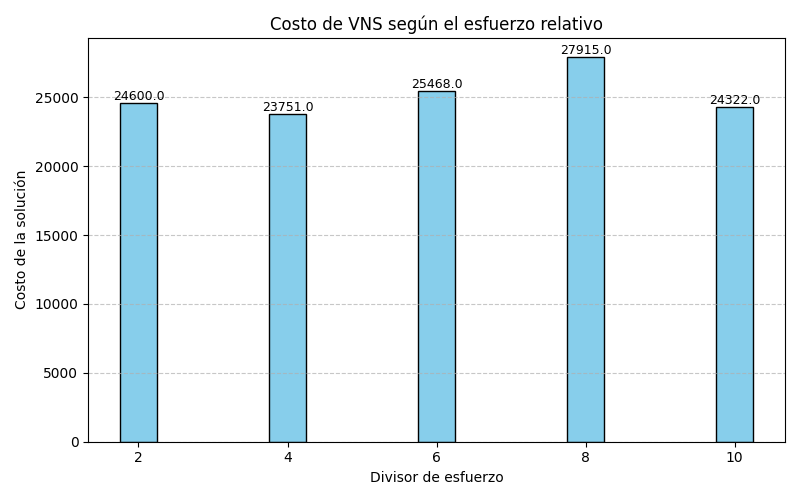 Costo de VNS según el esfuerzo relativo
24600.0
23751.0
25468.0
27915.0
24322.0
Costo de la solución
25000
20000
15000
10000
5000
0
2 4 6 8 10
Divisor de esfuerzo